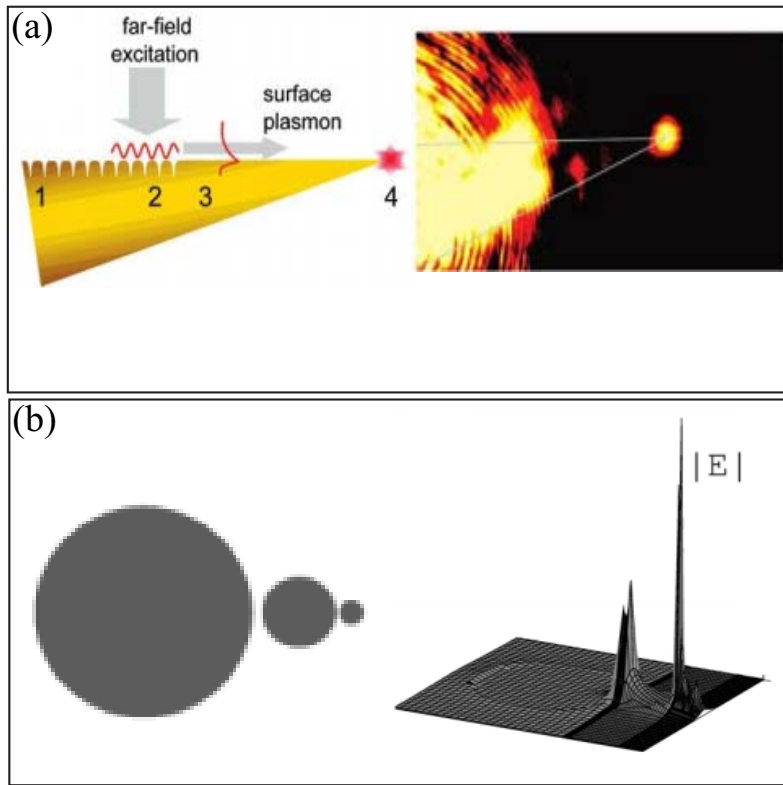 (a)
far-field
excitation
surface
plasmon
1
2
3
4
(b)
|E|